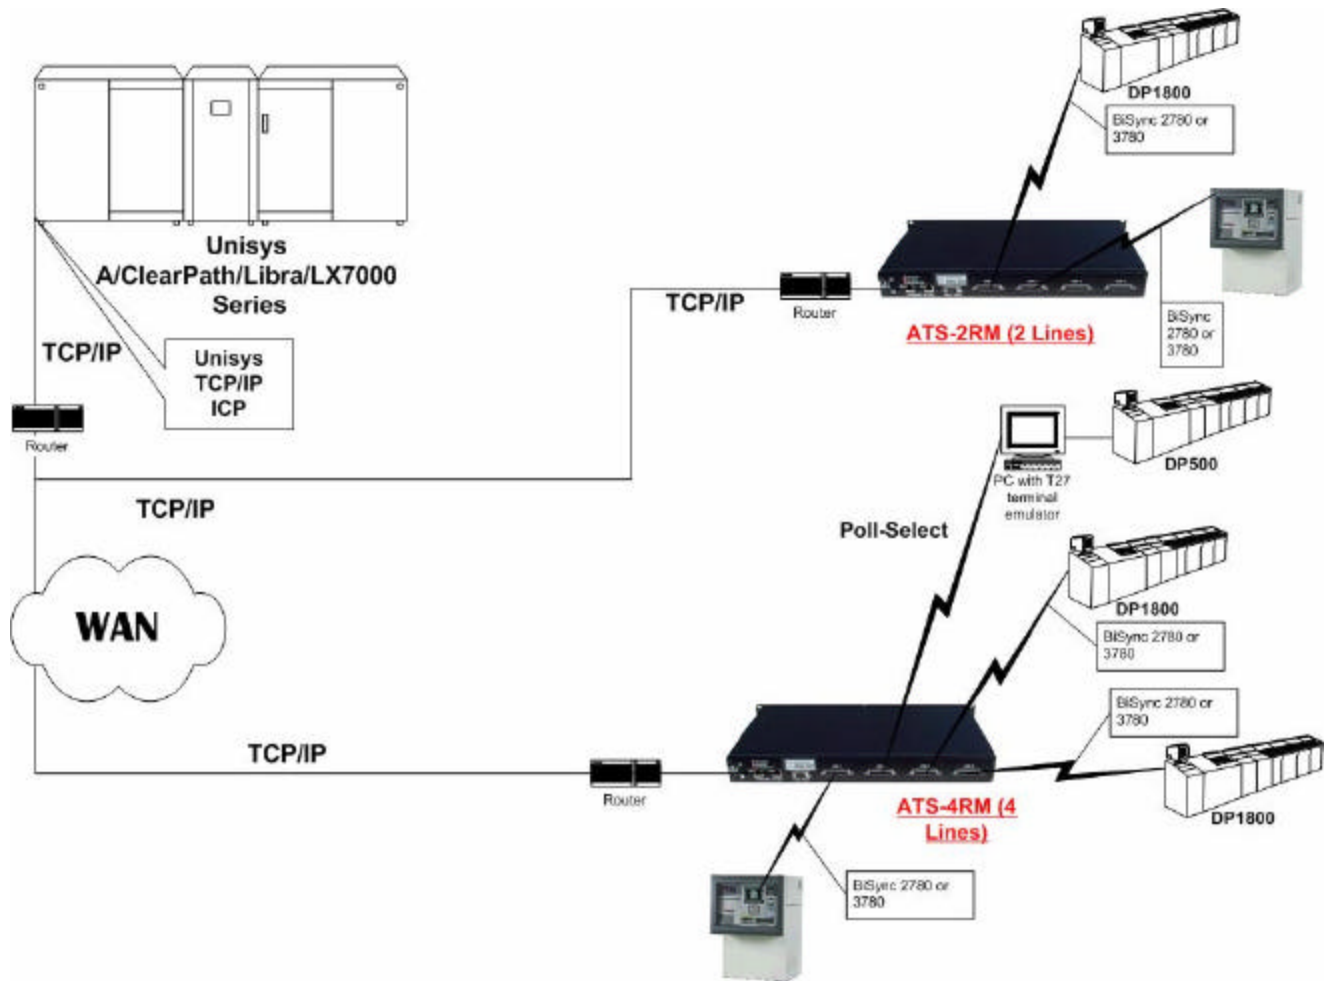 DP1800
BiSync 2780 or
3780
Unisys
A/ClearPath/Libra/LX7000
Series
TCP/IP
Router
ATS-2RM (2 Lines)
BiSync
2780 or
3780
TCP/IP
Unisys
TCP/IP
ICP
Router
DP500
PC with T27
terminal
emulator
TCP/IP
Poll-Select
WAN
DP1800
BiSync 2780 or
3780
BiSync 2780 or
3780
TCP/IP
Router
ATS-4RM (4
Lines)
DP1800
BiSync 2780 or
3780